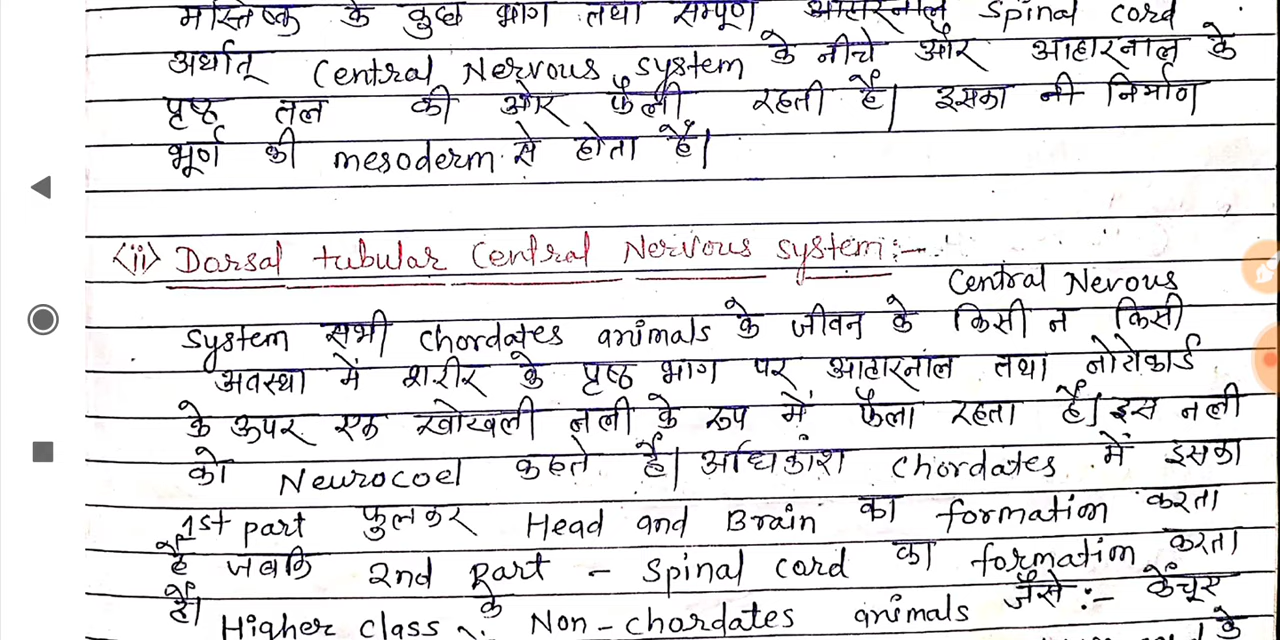 मस्तिष्क के कुछ भाग तथा सम्पूर्ण आहारनाल spinal cord
अर्थात् Central Nervous system के नीचे और आहारनाल के
पृष्ठ तल की ओर फैली रहती है। इसका नी निर्माण
भूर्ण की mesoderm से होता है।
<ii> Dorsal tubular Central Nervous system:-
Central Nervous
system सभी chordates animals के जीवन के किसी न किसी
अवस्था में शरीर के पृष्ठ भाग पर आहारनाल तथा नोटोकार्ड
के ऊपर एक खोखली नली के रूप में फैला रहता है। इस नली
को Neurocoel कहते है। अधिकांश chordates में इसका
1st part फुलकर Head and Brain का formation करता
है जबकि 2nd Part - Spinal cord का formation करता
है। Higher class के Non-chordates animals जैसे:- केंचूए
के